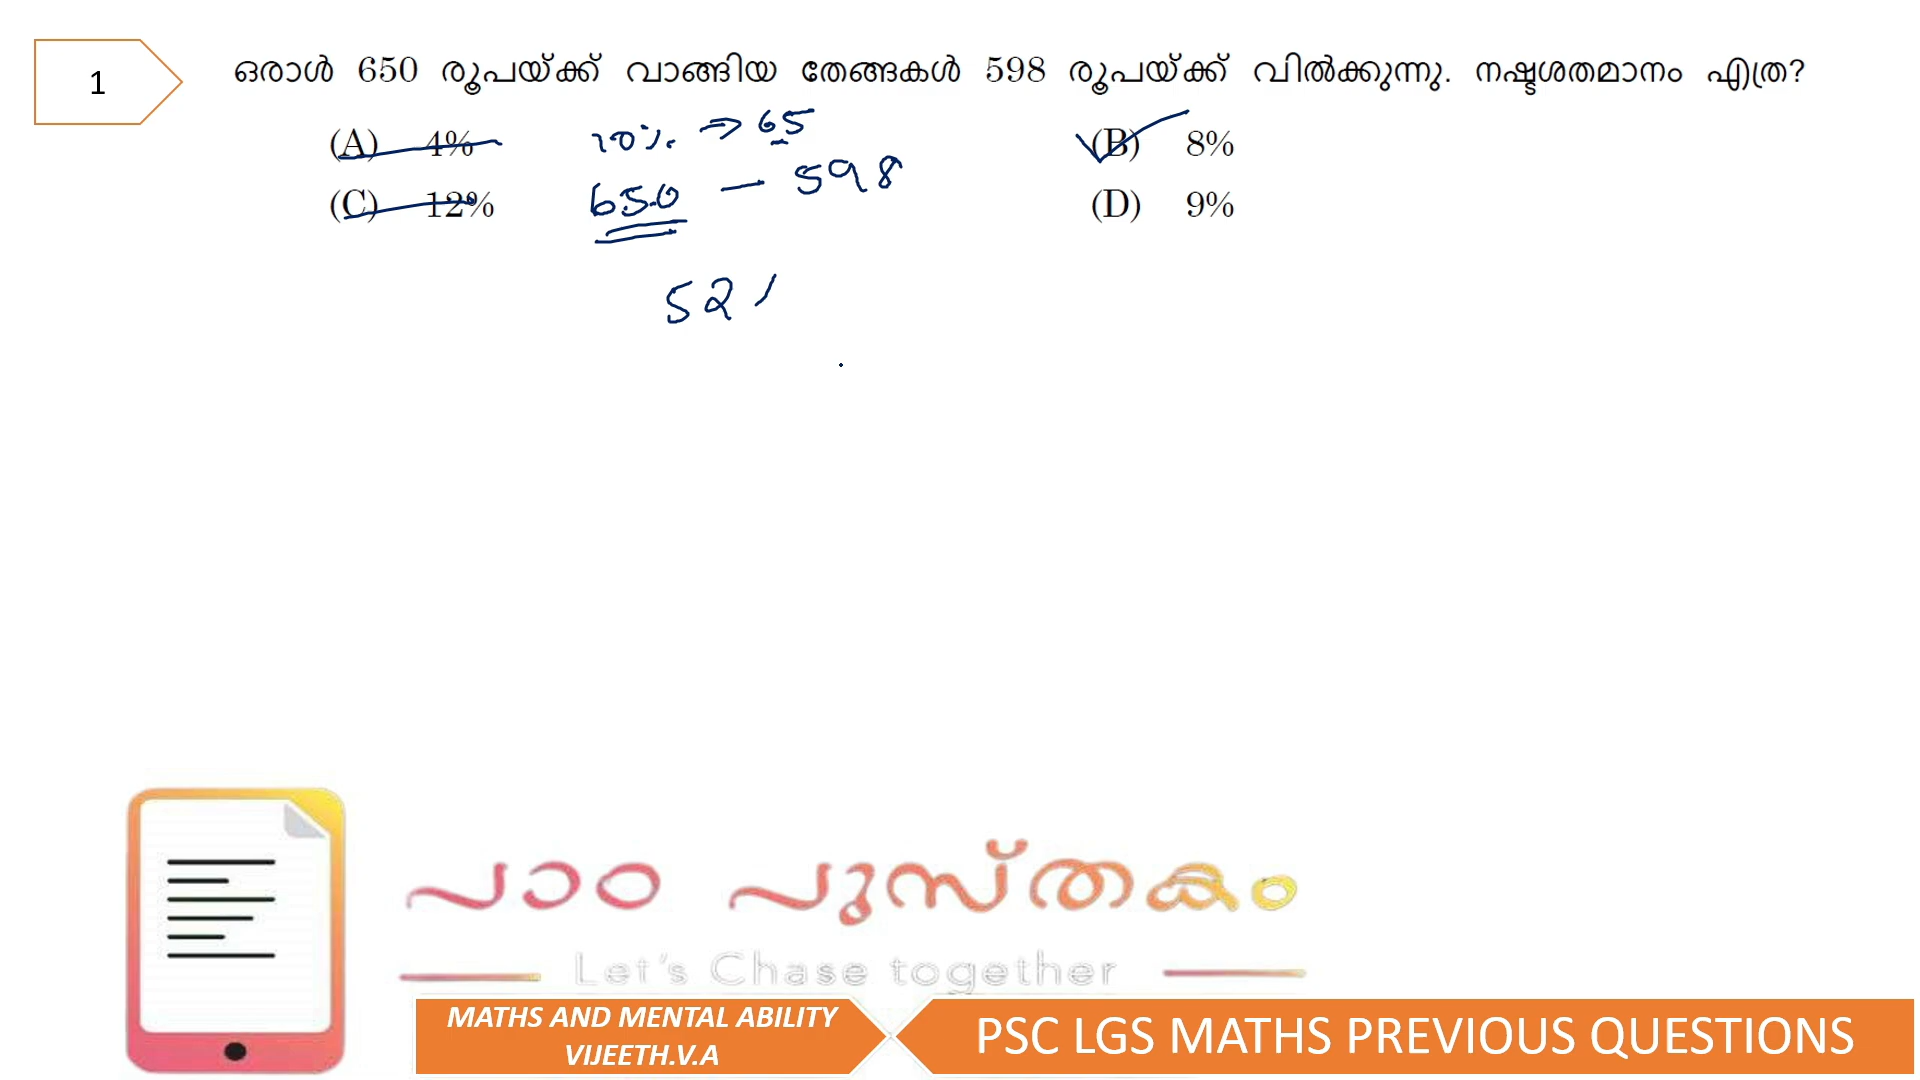 1
ഒരാൾ 650 രൂപയ്ക്ക് വാങ്ങിയ തേങ്ങകൾ 598 രൂപയ്ക്ക് വിൽക്കുന്നു. നഷ്ടശതമാനം എത്ര?
(A) 4% 10% ⇒ 65 (B) 8%
(C) 12% 650 – 598 (D) 9%
52
പാഠ പുസ്തകം
Let's Chase together
MATHS AND MENTAL ABILITY
VIJEETH.V.A
PSC LGS MATHS PREVIOUS QUESTIONS